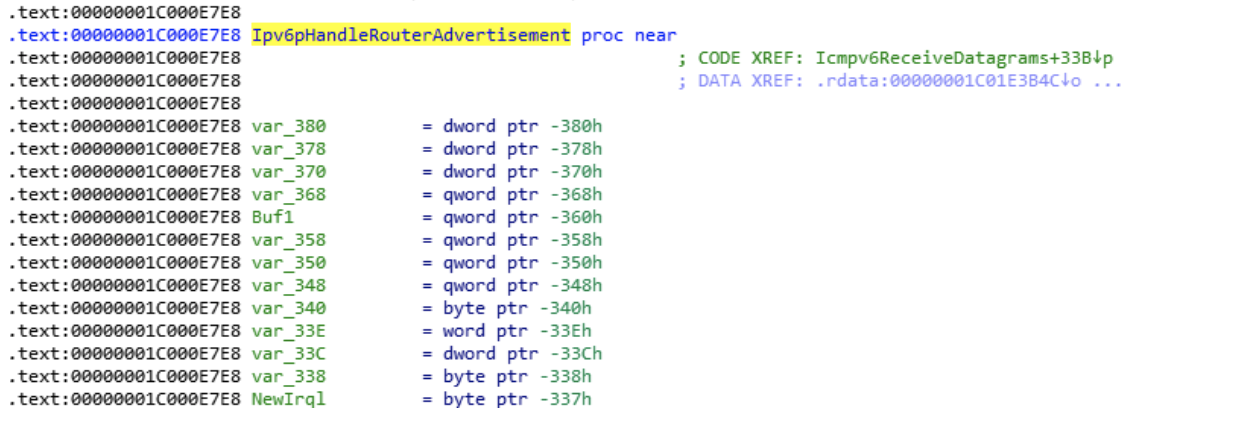 .text:00000001C000E7E8
.text:00000001C000E7E8 Ipv6pHandleRouterAdvertisement proc near
.text:00000001C000E7E8 ; CODE XREF: Icmpv6ReceiveDatagrams+33B↓p
.text:00000001C000E7E8 ; DATA XREF: .rdata:00000001C01E3B4C↓o ...
.text:00000001C000E7E8
.text:00000001C000E7E8 var_380 = dword ptr -380h
.text:00000001C000E7E8 var_378 = dword ptr -378h
.text:00000001C000E7E8 var_370 = dword ptr -370h
.text:00000001C000E7E8 var_368 = qword ptr -368h
.text:00000001C000E7E8 Buf1 = qword ptr -360h
.text:00000001C000E7E8 var_358 = qword ptr -358h
.text:00000001C000E7E8 var_350 = qword ptr -350h
.text:00000001C000E7E8 var_348 = qword ptr -348h
.text:00000001C000E7E8 var_340 = byte ptr -340h
.text:00000001C000E7E8 var_33E = word ptr -33Eh
.text:00000001C000E7E8 var_33C = dword ptr -33Ch
.text:00000001C000E7E8 var_338 = byte ptr -338h
.text:00000001C000E7E8 NewIrql = byte ptr -337h